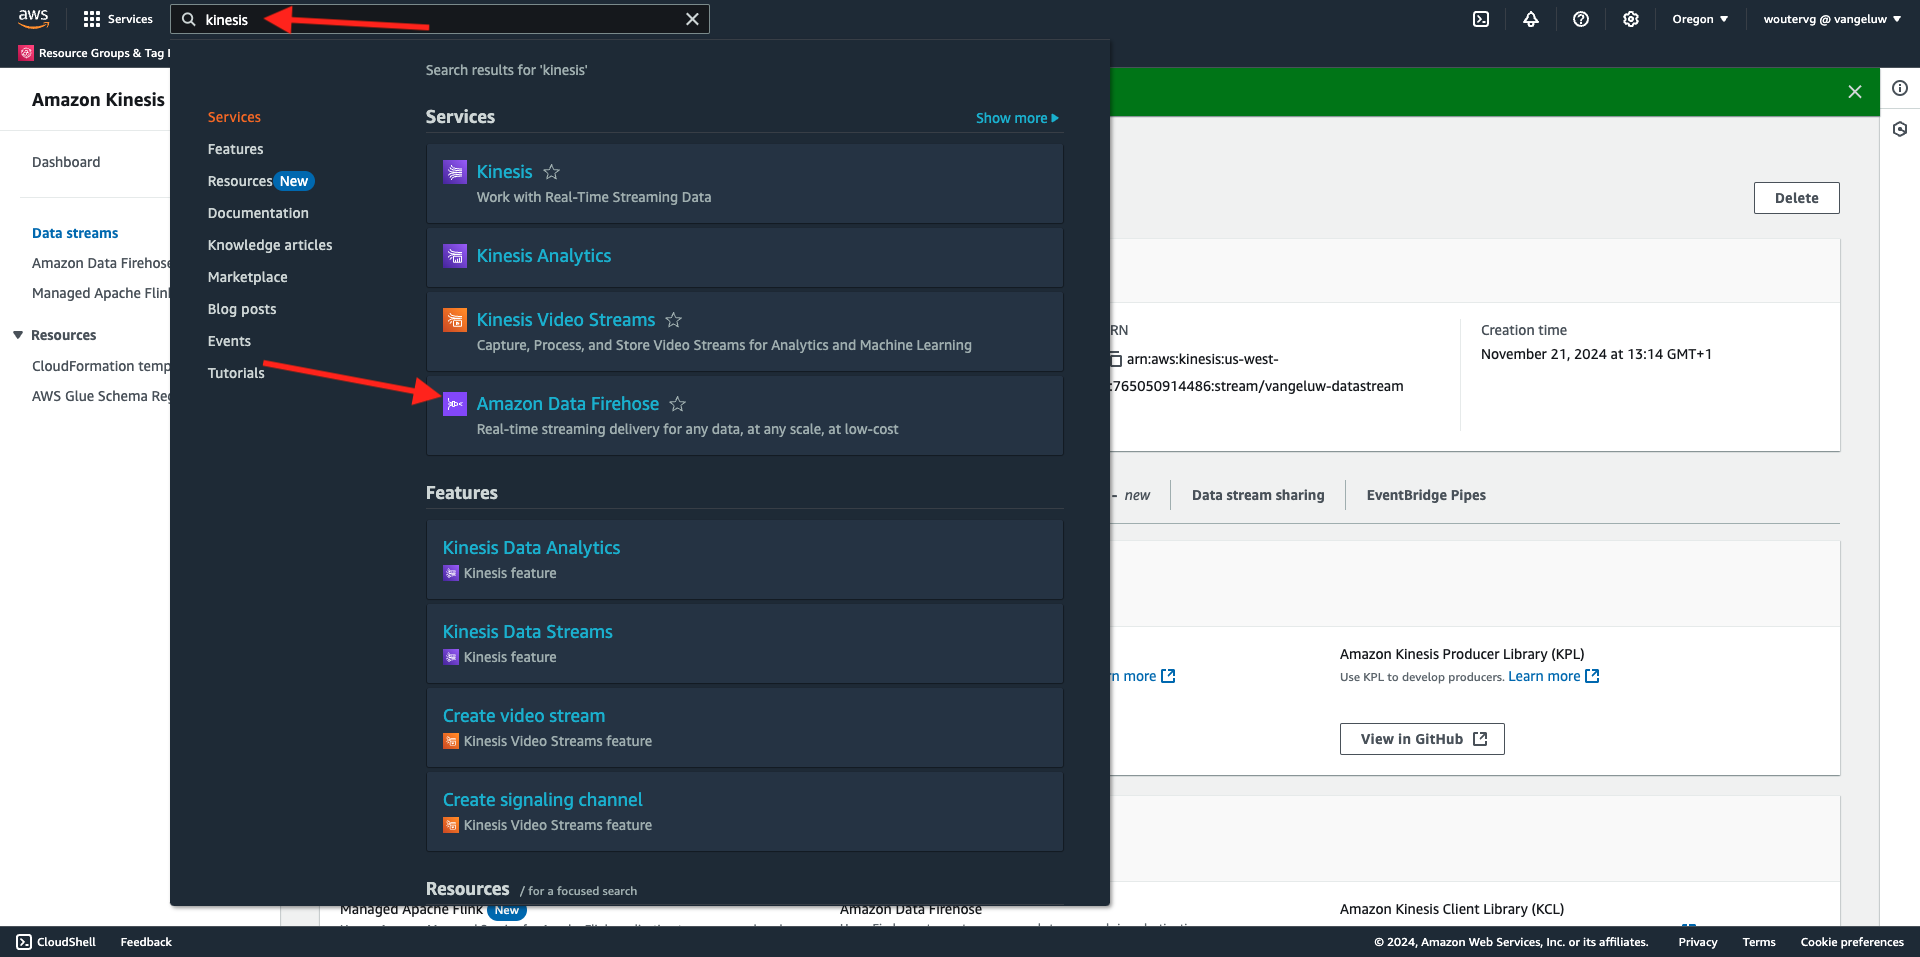 aws
Services
kinesis
Oregon
woutervg @ vangeluw
Resource Groups & Tag
Search results for 'kinesis'
Amazon Kinesis
Dashboard
Data streams
Amazon Data Firehose
Managed Apache Flink
Resources
CloudFormation temp
AWS Glue Schema Reg
Services
Features
Resources New
Documentation
Knowledge articles
Marketplace
Blog posts
Events
Tutorials
Services
Show more
Kinesis
Work with Real-Time Streaming Data
Kinesis Analytics
Kinesis Video Streams
Capture, Process, and Store Video Streams for Analytics and Machine Learning
Amazon Data Firehose
Real-time streaming delivery for any data, at any scale, at low-cost
Features
Kinesis Data Analytics
Kinesis feature
Kinesis Data Streams
Kinesis feature
Create video stream
Kinesis Video Streams feature
Create signaling channel
Kinesis Video Streams feature
Resources / for a focused search
Delete
RN
arn:aws:kinesis:us-west-
:765050914486:stream/vangeluw-datastream
Creation time
November 21, 2024 at 13:14 GMT+1
- new
Data stream sharing
EventBridge Pipes
rn more
Amazon Kinesis Producer Library (KPL)
Use KPL to develop producers. Learn more
View in GitHub
Managed Apache Flink New
Amazon Data Firehose
Amazon Kinesis Client Library (KCL)
CloudShell
Feedback
© 2024, Amazon Web Services, Inc. or its affiliates.
Privacy
Terms
Cookie preferences